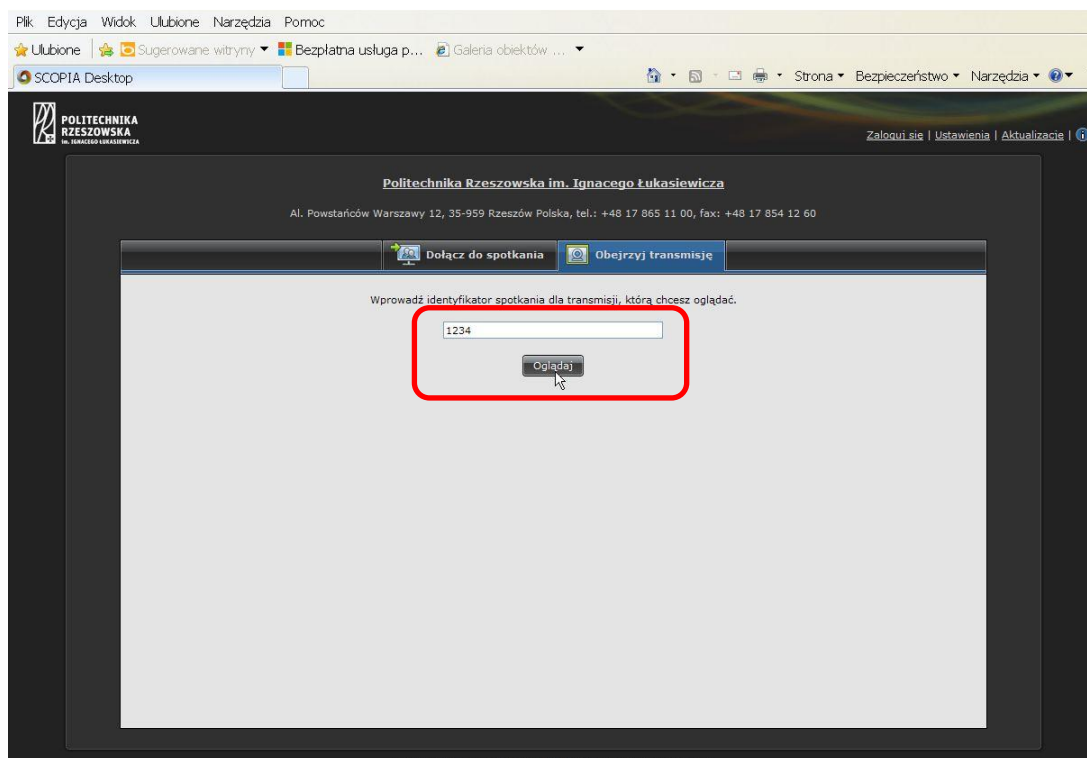 Plik Edycja Widok Ulubione Narzędzia Pomoc
Ulubione Sugerowane witryny Bezpłatna usługa p... Galeria obiektów ...
SCOPIA Desktop Strona Bezpieczeństwo Narzędzia
POLITECHNIKA
RZESZOWSKA
im. IGNACEGO ŁUKASIEWICZA
Zaloguj się | Ustawienia | Aktualizacje |
Politechnika Rzeszowska im. Ignacego Łukasiewicza
Al. Powstańców Warszawy 12, 35-959 Rzeszów Polska, tel.: +48 17 865 11 00, fax: +48 17 854 12 60
Dołącz do spotkania Obejrzyj transmisję
Wprowadź identyfikator spotkania dla transmisji, którą chcesz oglądać.
1234
Oglądaj